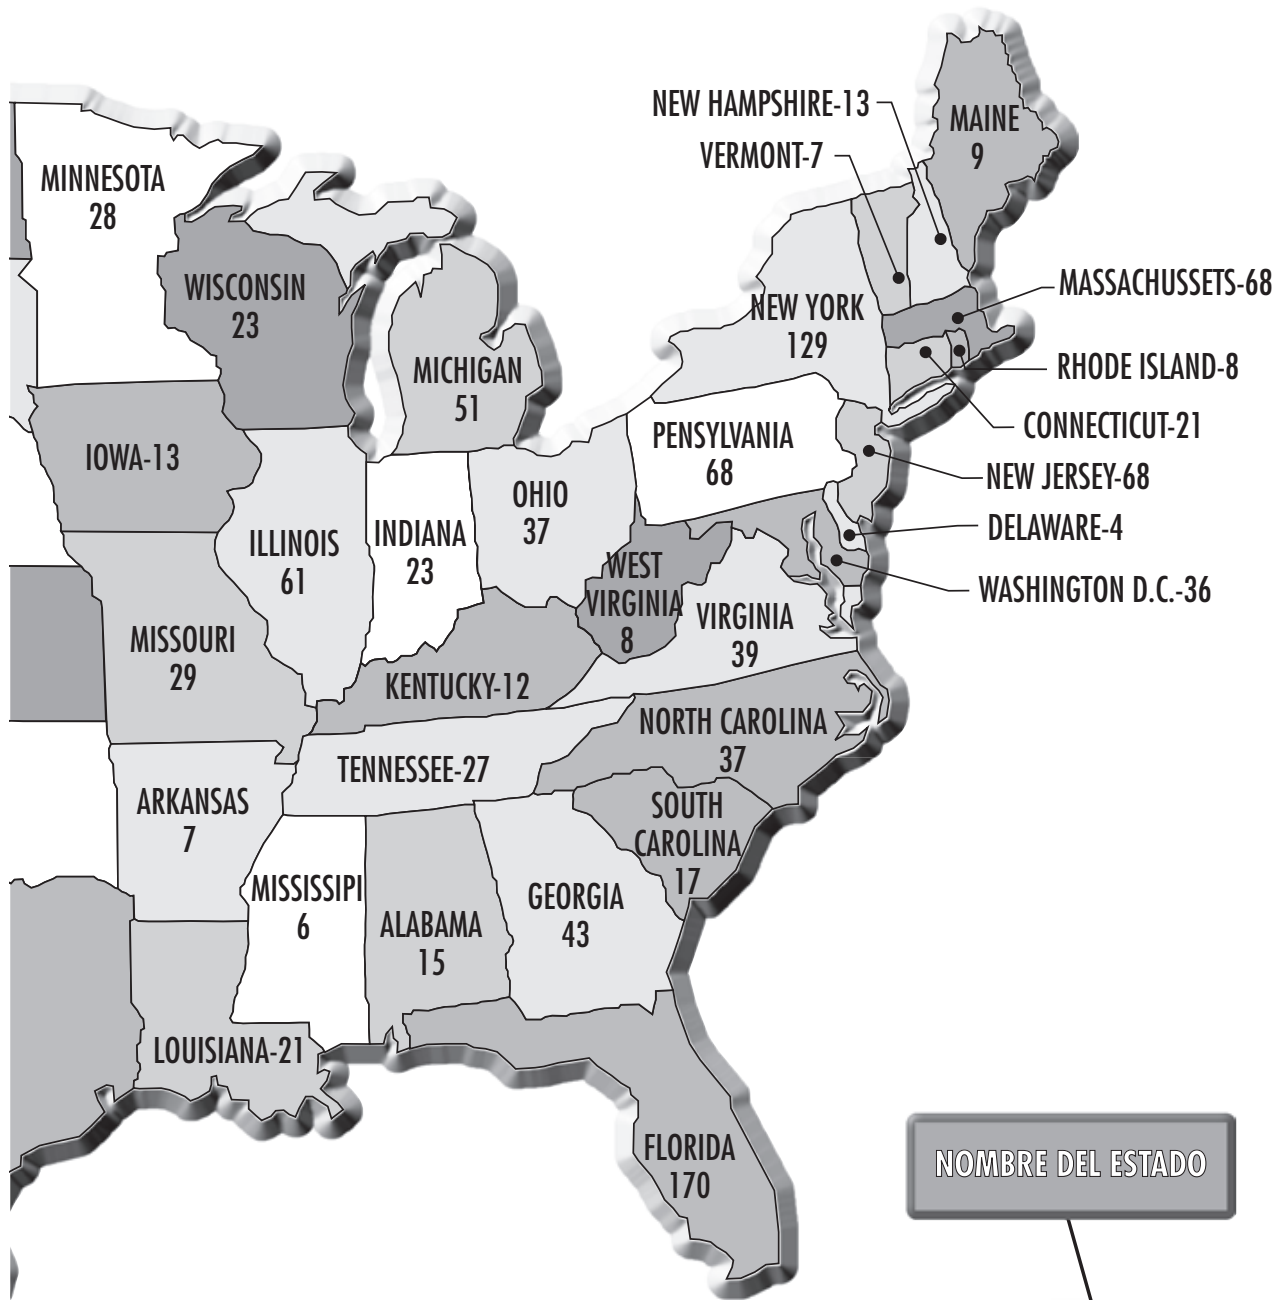 NEW HAMPSHIRE-13
MAINE
9
VERMONT-7
MINNESOTA
28
WISCONSIN
23
MASSACHUSSETS-68
NEW YORK
129
MICHIGAN
51
RHODE ISLAND-8
CONNECTICUT-21
PENSYLVANIA
68
IOWA-13
NEW JERSEY-68
OHIO
37
DELAWARE-4
ILLINOIS
61
INDIANA
23
WEST
VIRGINIA
8
WASHINGTON D.C.-36
VIRGINIA
39
MISSOURI
29
KENTUCKY-12
NORTH CAROLINA
37
TENNESSEE-27
ARKANSAS
7
SOUTH
CAROLINA
17
MISSISSIPI
6
GEORGIA
43
ALABAMA
15
LOUISIANA-21
FLORIDA
170
NOMBRE DEL ESTADO